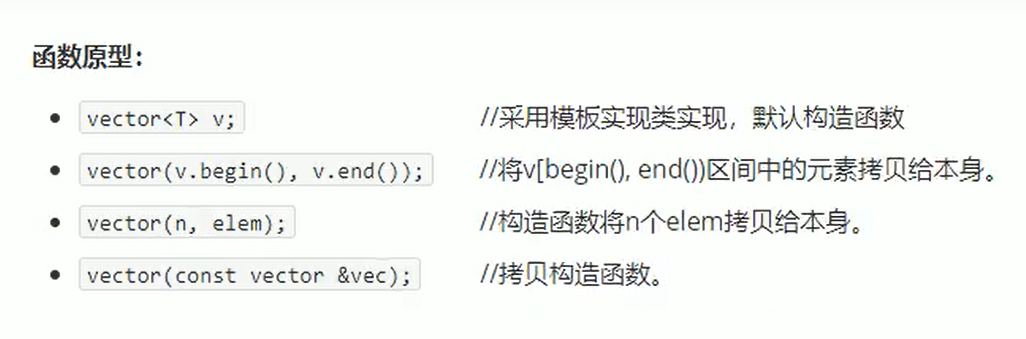 函数原型：
vector<T> v; //采用模板实现类实现，默认构造函数
vector(v.begin(), v.end()); //将v[begin(), end())区间中的元素拷贝给本身。
vector(n, elem); //构造函数将n个elem拷贝给本身。
vector(const vector &vec); //拷贝构造函数。